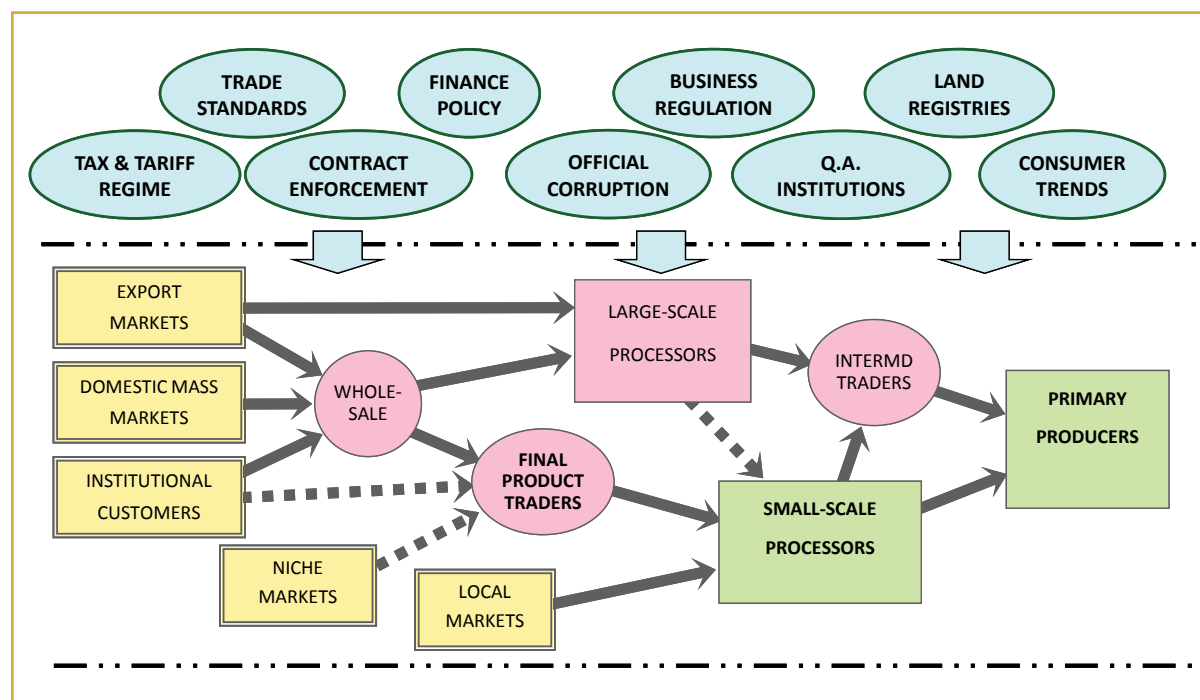 TRADE
STANDARDS
FINANCE
POLICY
BUSINESS
REGULATION
LAND
REGISTRIES
TAX & TARIFF
REGIME
CONTRACT
ENFORCEMENT
OFFICIAL
CORRUPTION
Q.A.
INSTITUTIONS
CONSUMER
TRENDS
EXPORT
MARKETS
LARGE-SCALE
PROCESSORS
INTERMD
TRADERS
DOMESTIC MASS
MARKETS
WHOLE-
SALE
PRIMARY
PRODUCERS
INSTITUTIONAL
CUSTOMERS
FINAL
PRODUCT
TRADERS
SMALL-SCALE
PROCESSORS
NICHE
MARKETS
LOCAL
MARKETS